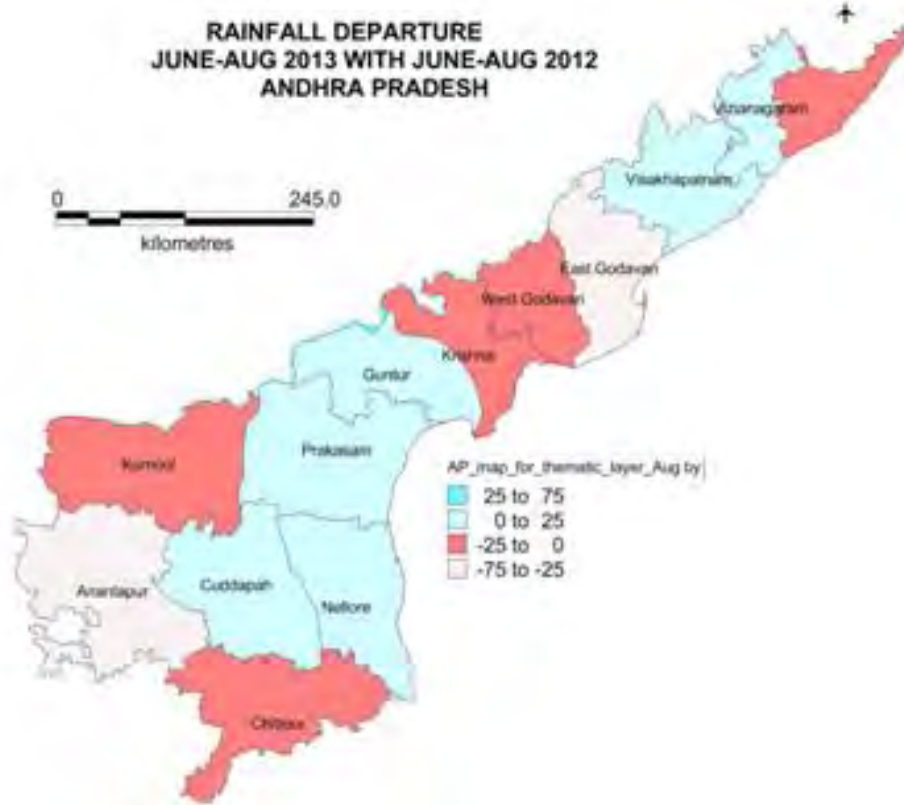 RAINFALL DEPARTURE
JUNE-AUG 2013 WITH JUNE-AUG 2012
ANDHRA PRADESH
Vizianagaram
0 245.0
Visakhapatnam
kilometres
East Godavari
West Godavari
Krishna
Guntur
Prakasam
Kurnool
AP_map_for_thematic_layer_Aug by
25 to 75
0 to 25
-25 to 0
-75 to -25
Cuddapah
Anantapur
Nellore
Chittoor